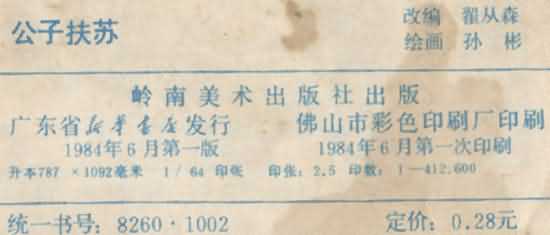 公子扶苏
改编 翟从森
绘画 孙彬
岭南美术出版社出版
广东省新华书店发行 佛山市彩色印刷厂印刷
1984年6月第一版 1984年6月第一次印刷
开本787×1092毫米 1/64 印张 印张:2.5 印数:1—412,600
统一书号:8260·1002 定价:0.28元